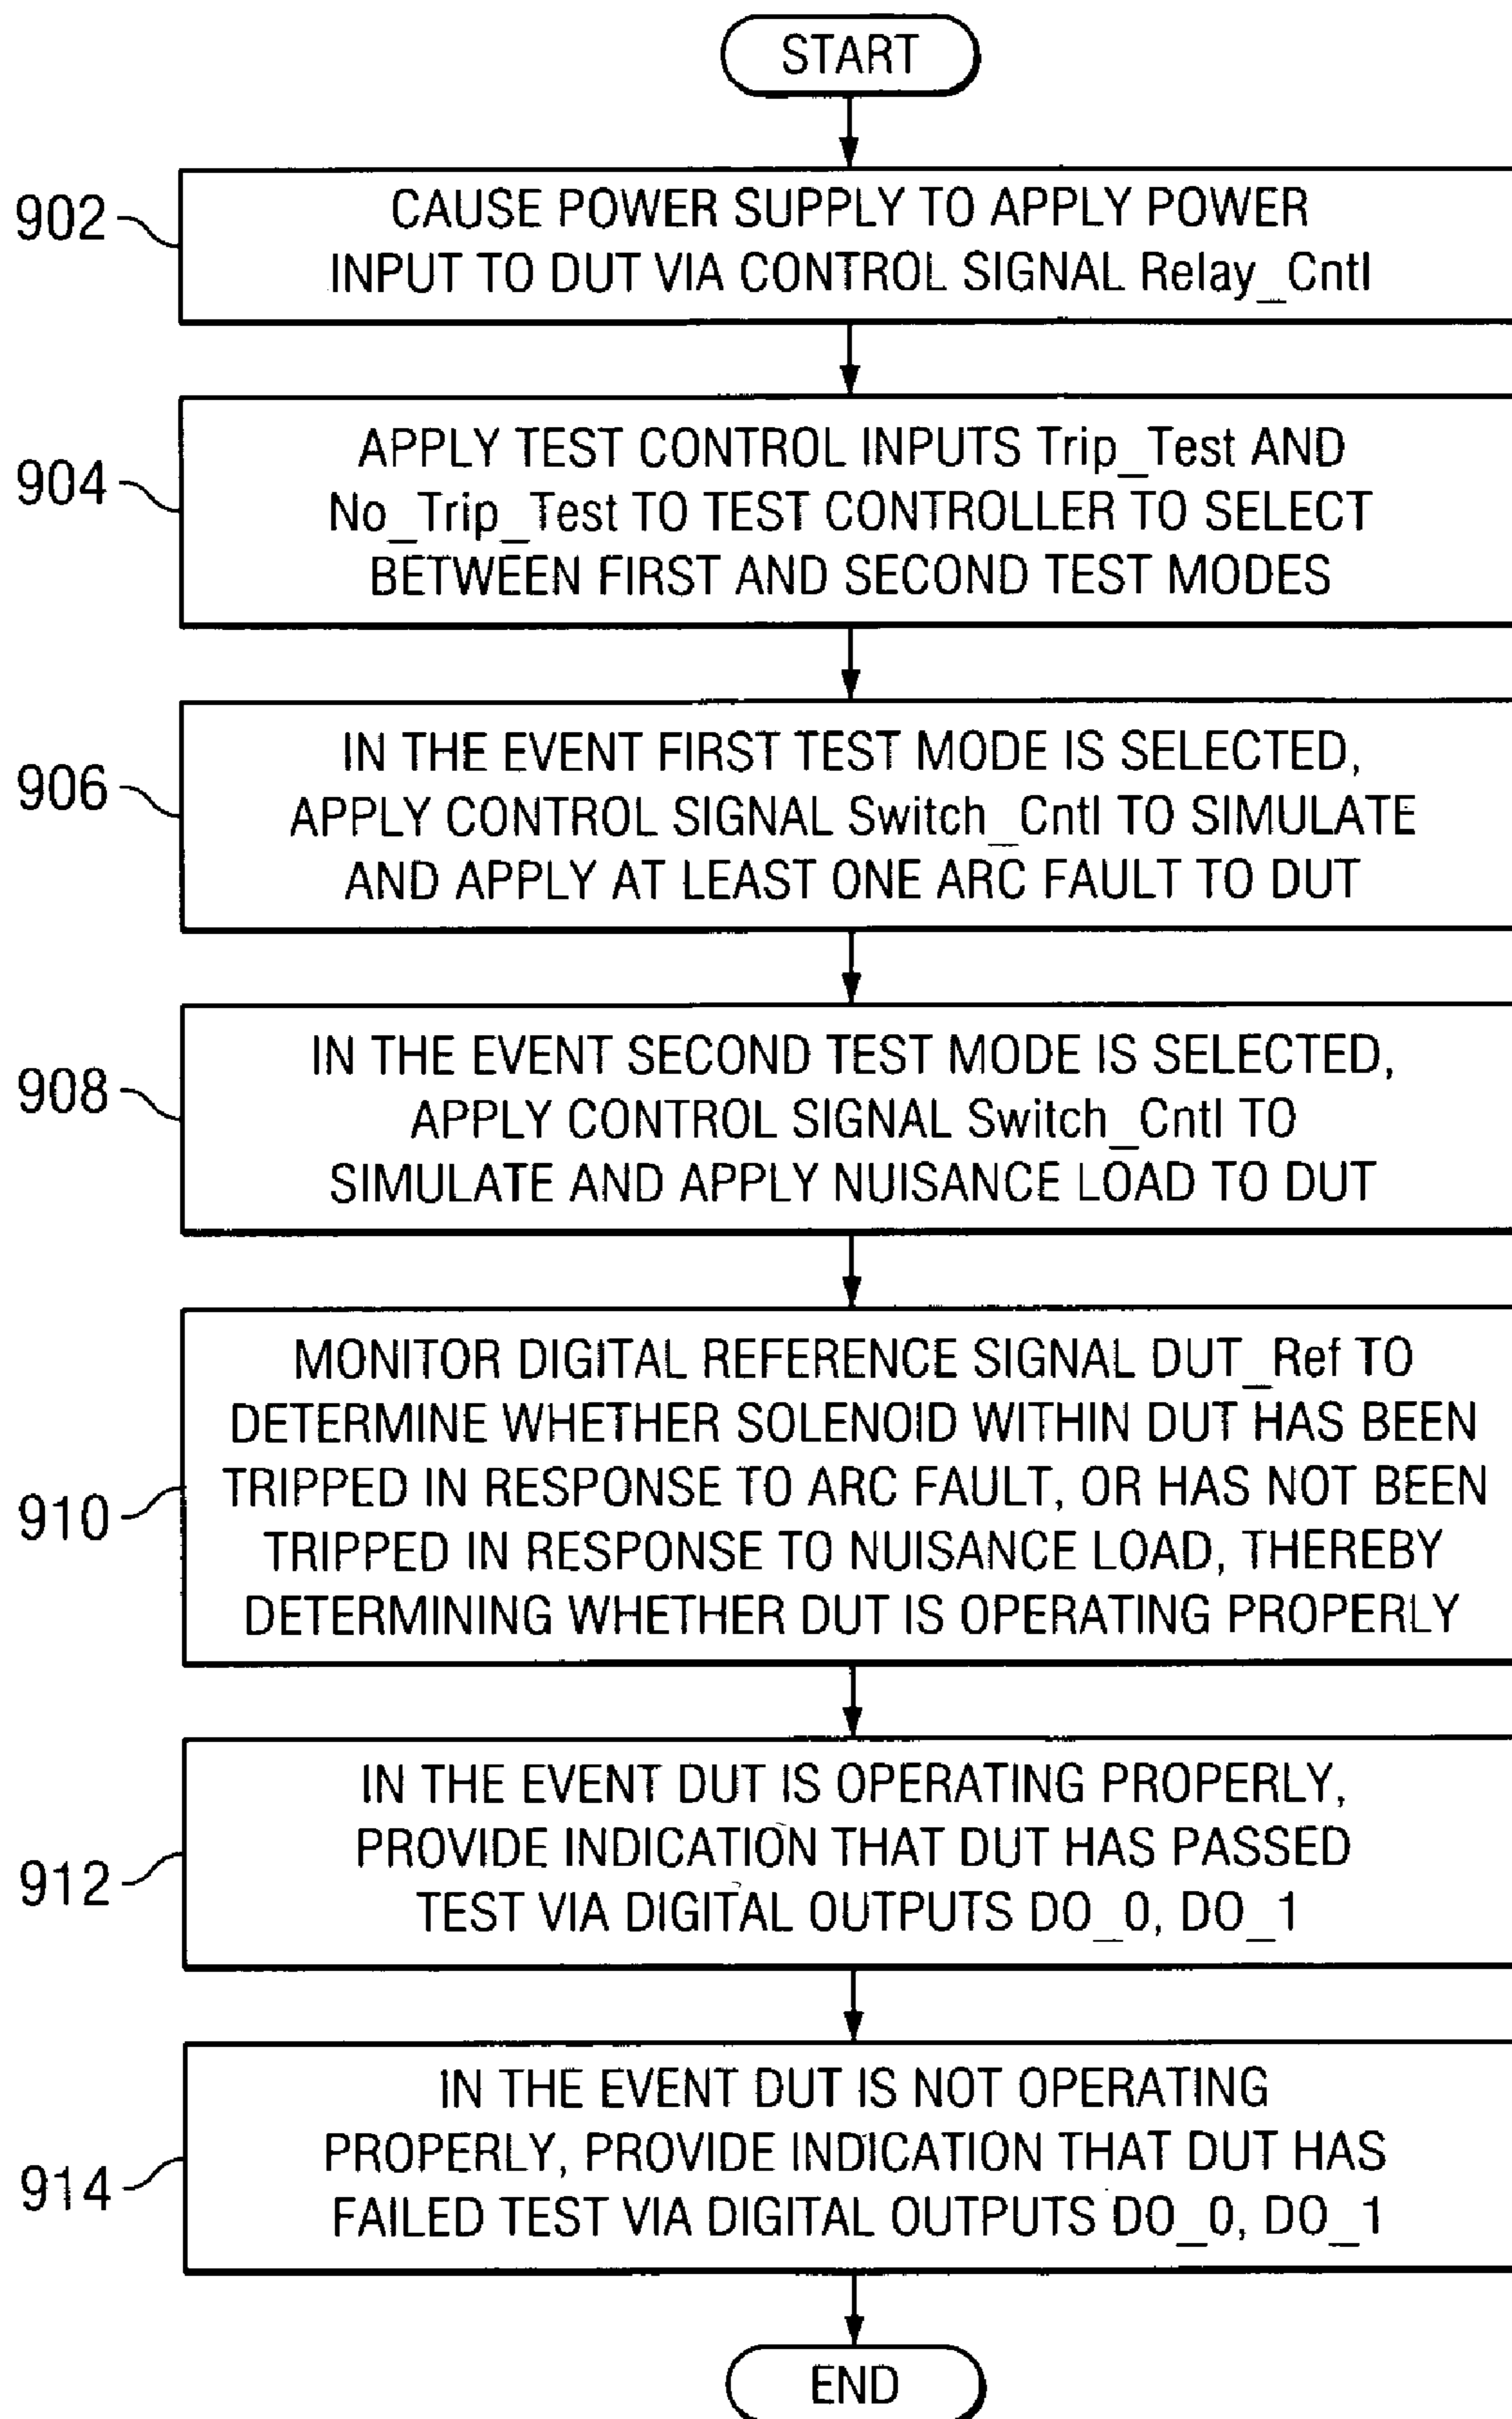 START
902
CAUSE POWER SUPPLY TO APPLY POWER
INPUT TO DUT VIA CONTROL SIGNAL Relay_Cntl
904
APPLY TEST CONTROL INPUTS Trip_Test AND
No_Trip_Test TO TEST CONTROLLER TO SELECT
BETWEEN FIRST AND SECOND TEST MODES
906
IN THE EVENT FIRST TEST MODE IS SELECTED,
APPLY CONTROL SIGNAL Switch_Cntl TO SIMULATE
AND APPLY AT LEAST ONE ARC FAULT TO DUT
908
IN THE EVENT SECOND TEST MODE IS SELECTED,
APPLY CONTROL SIGNAL Switch_Cntl TO
SIMULATE AND APPLY NUISANCE LOAD TO DUT
910
MONITOR DIGITAL REFERENCE SIGNAL DUT_Ref TO
DETERMINE WHETHER SOLENOID WITHIN DUT HAS BEEN
TRIPPED IN RESPONSE TO ARC FAULT, OR HAS NOT BEEN
TRIPPED IN RESPONSE TO NUISANCE LOAD, THEREBY
DETERMINING WHETHER DUT IS OPERATING PROPERLY
912
IN THE EVENT DUT IS OPERATING PROPERLY,
PROVIDE INDICATION THAT DUT HAS PASSED
TEST VIA DIGITAL OUTPUTS DO_0, DO_1
914
IN THE EVENT DUT IS NOT OPERATING
PROPERLY, PROVIDE INDICATION THAT DUT HAS
FAILED TEST VIA DIGITAL OUTPUTS DO_0, DO_1
END